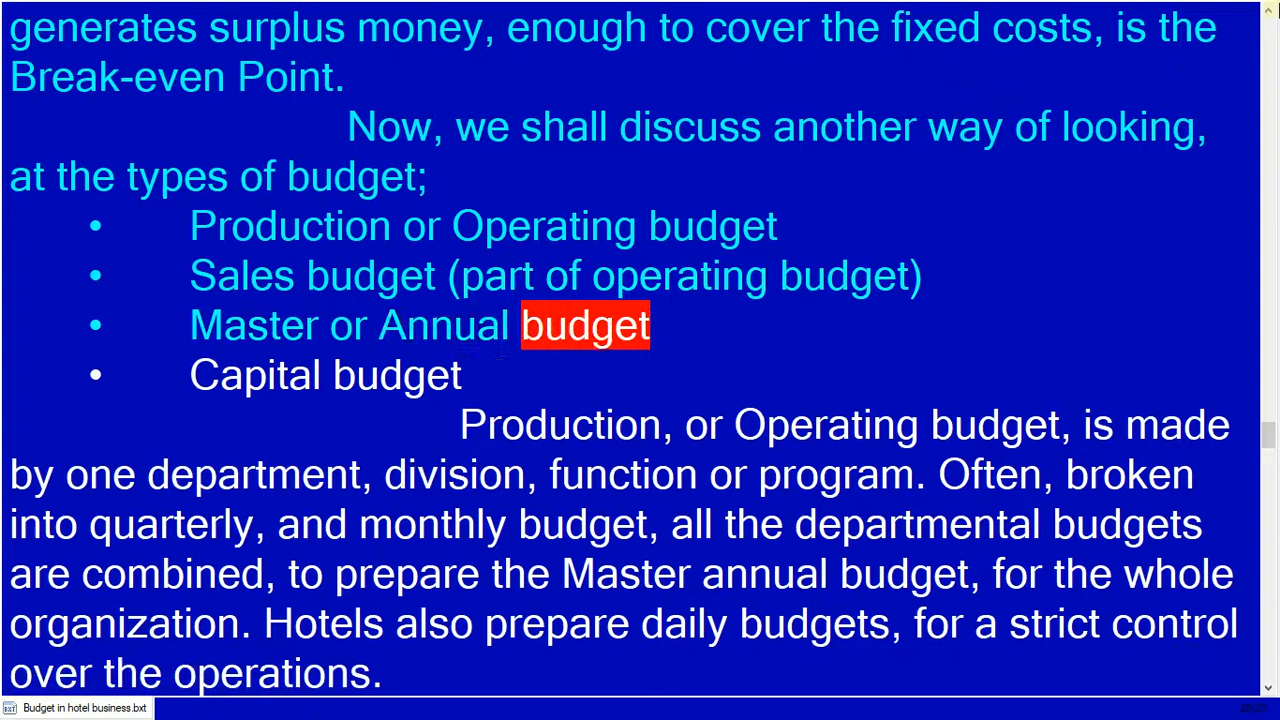 generates surplus money, enough to cover the fixed costs, is the
Break-even Point.
Now, we shall discuss another way of looking,
at the types of budget;
• Production or Operating budget
• Sales budget (part of operating budget)
• Master or Annual budget
• Capital budget
Production, or Operating budget, is made
by one department, division, function or program. Often, broken
into quarterly, and monthly budget, all the departmental budgets
are combined, to prepare the Master annual budget, for the whole
organization. Hotels also prepare daily budgets, for a strict control
over the operations.
Budget in hotel business.bxt